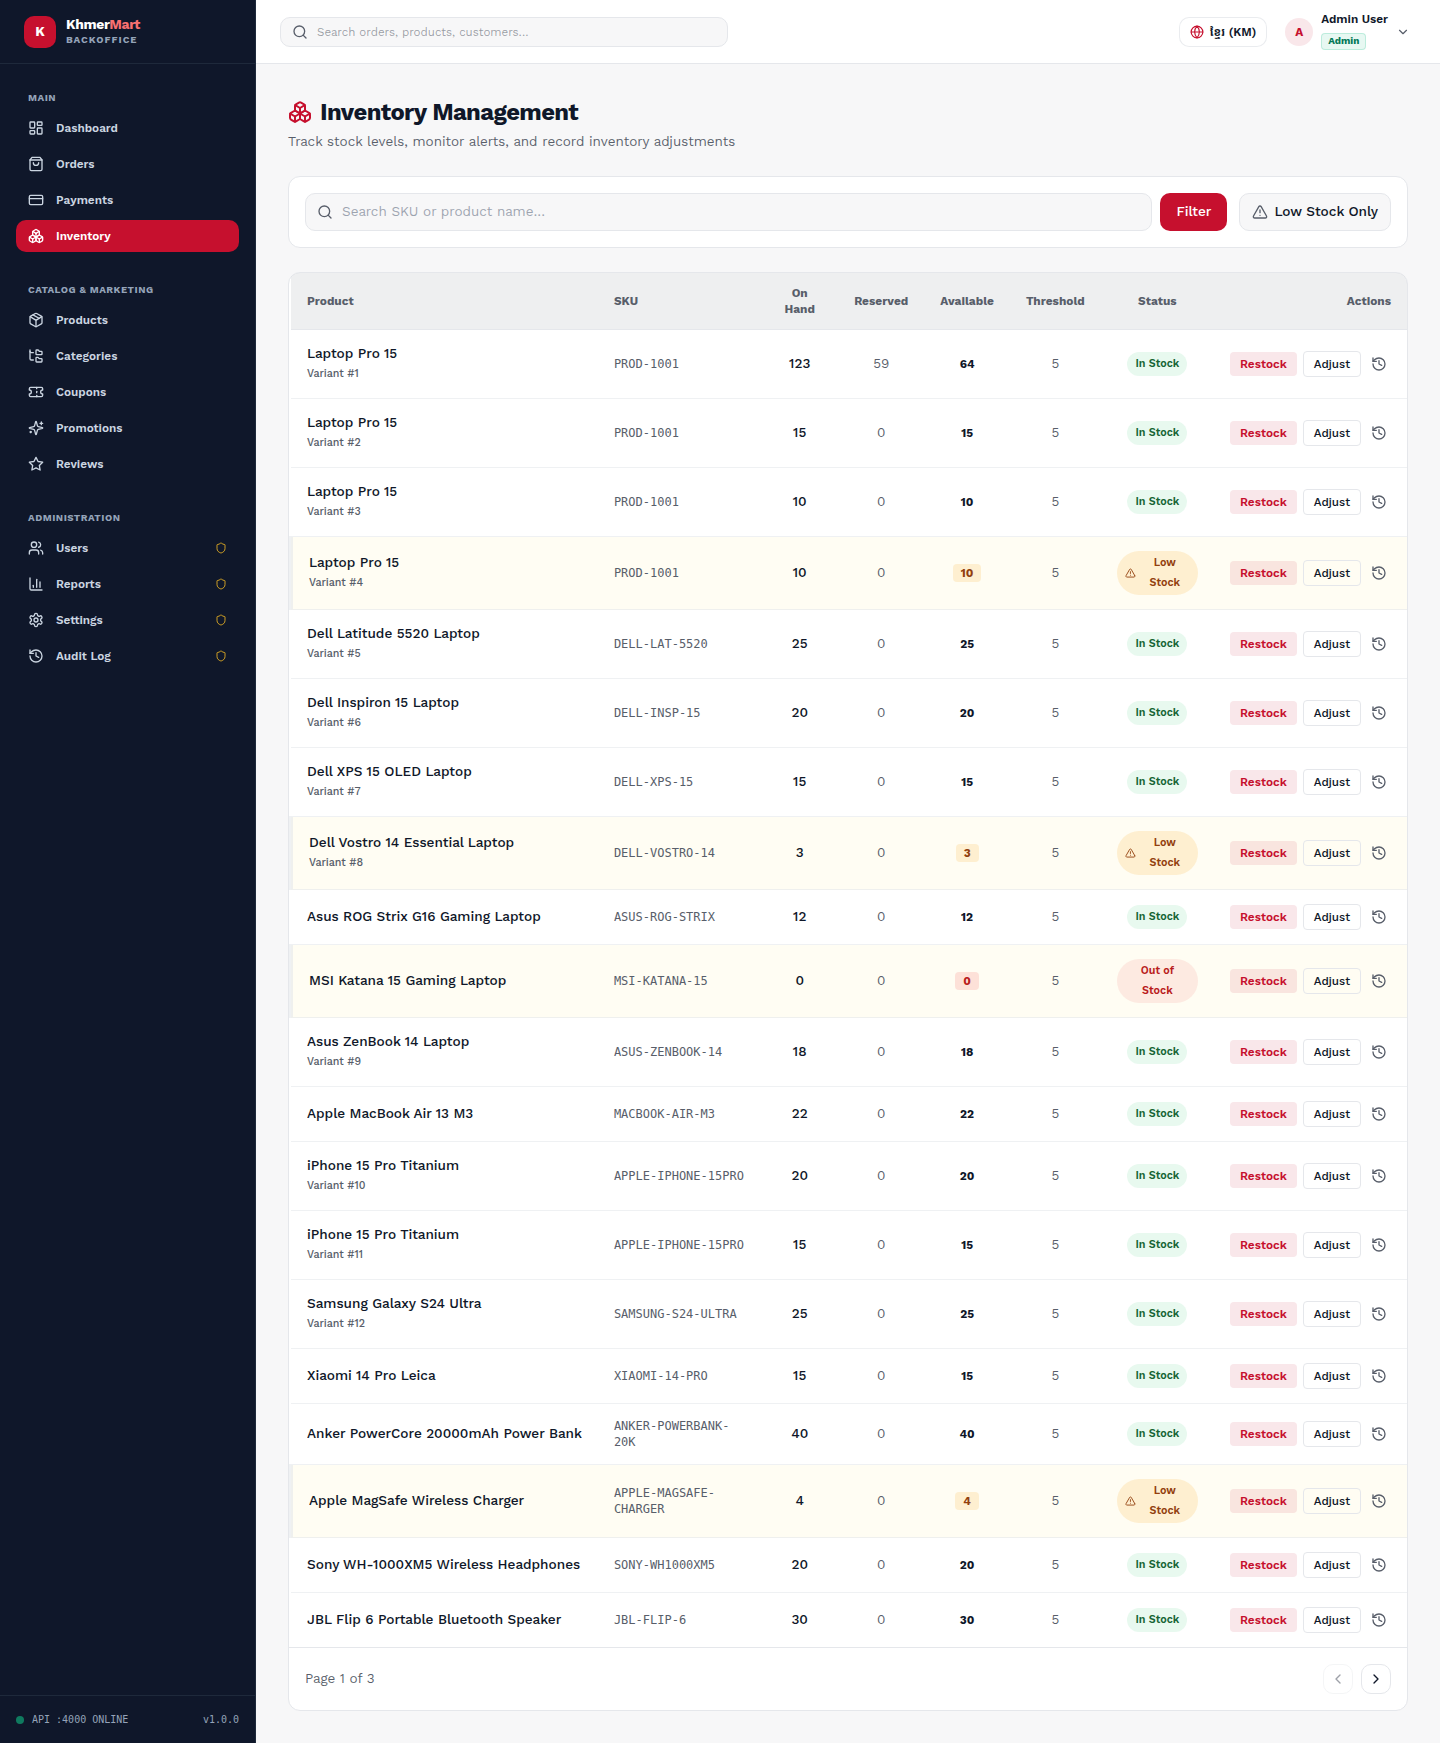 K
KhmerMart
BACKOFFICE
Search orders, products, customers...
ខ្មែរ (KM)
A
Admin User
Admin
MAIN
Dashboard
Orders
Payments
Inventory
CATALOG & MARKETING
Products
Categories
Coupons
Promotions
Reviews
ADMINISTRATION
Users
Reports
Settings
Audit Log
API :4000 ONLINE v1.0.0
Inventory Management
Track stock levels, monitor alerts, and record inventory adjustments
Search SKU or product name...
Filter
Low Stock Only
Product SKU On Hand Reserved Available Threshold Status Actions
Laptop Pro 15
Variant #1
PROD-1001 123 59 64 5 In Stock Restock Adjust
Laptop Pro 15
Variant #2
PROD-1001 15 0 15 5 In Stock Restock Adjust
Laptop Pro 15
Variant #3
PROD-1001 10 0 10 5 In Stock Restock Adjust
Laptop Pro 15
Variant #4
PROD-1001 10 0 10 5 Low Stock Restock Adjust
Dell Latitude 5520 Laptop
Variant #5
DELL-LAT-5520 25 0 25 5 In Stock Restock Adjust
Dell Inspiron 15 Laptop
Variant #6
DELL-INSP-15 20 0 20 5 In Stock Restock Adjust
Dell XPS 15 OLED Laptop
Variant #7
DELL-XPS-15 15 0 15 5 In Stock Restock Adjust
Dell Vostro 14 Essential Laptop
Variant #8
DELL-VOSTRO-14 3 0 3 5 Low Stock Restock Adjust
Asus ROG Strix G16 Gaming Laptop ASUS-ROG-STRIX 12 0 12 5 In Stock Restock Adjust
MSI Katana 15 Gaming Laptop MSI-KATANA-15 0 0 0 5 Out of Stock Restock Adjust
Asus ZenBook 14 Laptop
Variant #9
ASUS-ZENBOOK-14 18 0 18 5 In Stock Restock Adjust
Apple MacBook Air 13 M3 MACBOOK-AIR-M3 22 0 22 5 In Stock Restock Adjust
iPhone 15 Pro Titanium
Variant #10
APPLE-IPHONE-15PRO 20 0 20 5 In Stock Restock Adjust
iPhone 15 Pro Titanium
Variant #11
APPLE-IPHONE-15PRO 15 0 15 5 In Stock Restock Adjust
Samsung Galaxy S24 Ultra
Variant #12
SAMSUNG-S24-ULTRA 25 0 25 5 In Stock Restock Adjust
Xiaomi 14 Pro Leica XIAOMI-14-PRO 15 0 15 5 In Stock Restock Adjust
Anker PowerCore 20000mAh Power Bank ANKER-POWERBANK-20K 40 0 40 5 In Stock Restock Adjust
Apple MagSafe Wireless Charger APPLE-MAGSAFE-CHARGER 4 0 4 5 Low Stock Restock Adjust
Sony WH-1000XM5 Wireless Headphones SONY-WH1000XM5 20 0 20 5 In Stock Restock Adjust
JBL Flip 6 Portable Bluetooth Speaker JBL-FLIP-6 30 0 30 5 In Stock Restock Adjust
Page 1 of 3